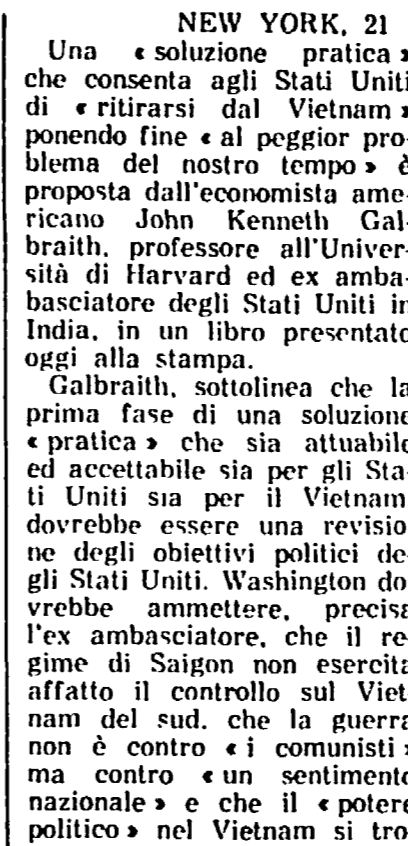 NEW YORK, 21
Una « soluzione pratica »
che consenta agli Stati Uniti
di « ritirarsi dal Vietnam »
ponendo fine « al peggior pro-
blema del nostro tempo » è
proposta dall'economista ame-
ricano John Kenneth Gal-
braith, professore all'Univer-
sità di Harvard ed ex amba-
basciatore degli Stati Uniti in
India, in un libro presentato
oggi alla stampa.
Galbraith, sottolinea che la
prima fase di una soluzione
« pratica » che sia attuabile
ed accettabile sia per gli Sta-
ti Uniti sia per il Vietnam
dovrebbe essere una revisio-
ne degli obiettivi politici de-
gli Stati Uniti. Washington do-
vrebbe ammettere, precisa
l'ex ambasciatore, che il re-
gime di Saigon non esercita
affatto il controllo sul Viet-
nam del sud, che la guerra
non è contro « i comunisti »
ma contro « un sentimento
nazionale » e che il « potere
politico » nel Vietnam si tro-